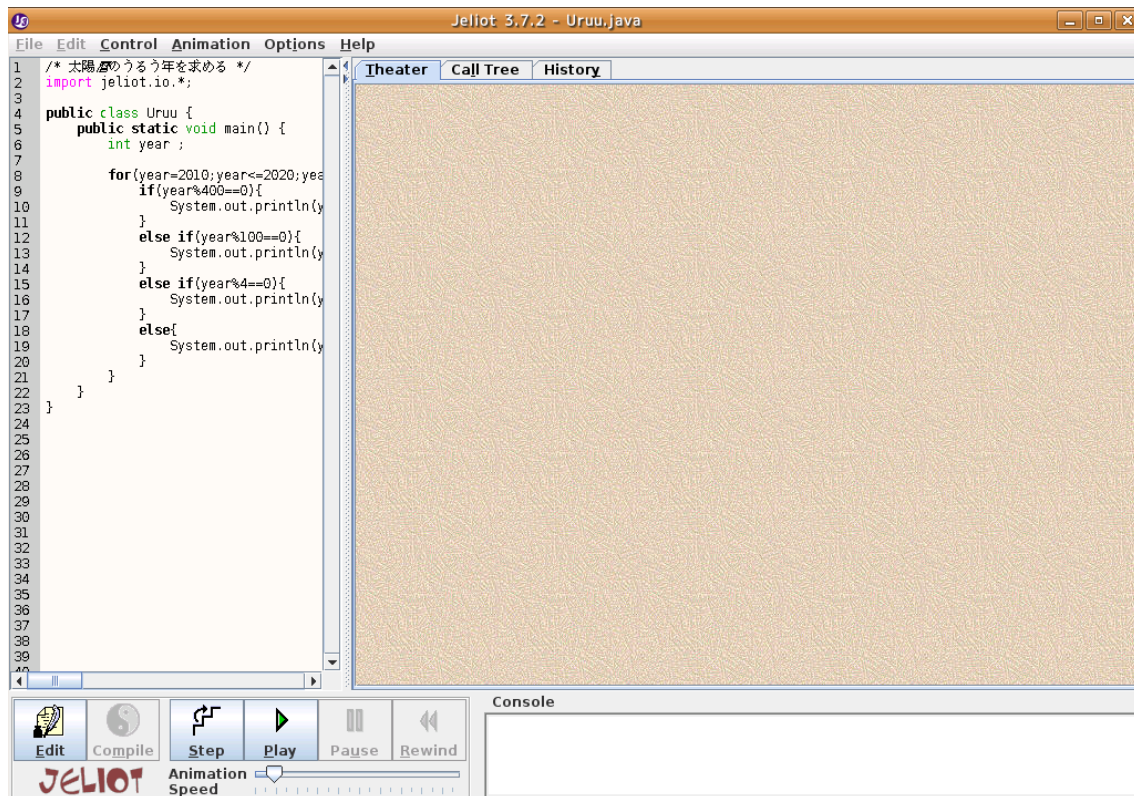 Jeliot 3.7.2 - Uruu.java
File Edit Control Animation Options Help
1 /* 太陽暦のうるう年を求める */
2 import jeliot.io.*;
3
4 public class Uruu {
5 public static void main() {
6 int year ;
7
8 for(year=2010;year<=2020;yea
9 if(year%400==0){
10 System.out.println(y
11 }
12 else if(year%100==0){
13 System.out.println(y
14 }
15 else if(year%4==0){
16 System.out.println(y
17 }
18 else{
19 System.out.println(y
20 }
21 }
22 }
23 }
24
25
26
27
28
29
30
31
32
33
34
35
36
37
38
39
40
Theater Call Tree History
Edit Compile Step Play Pause Rewind
JELIOT
Animation
Speed
Console